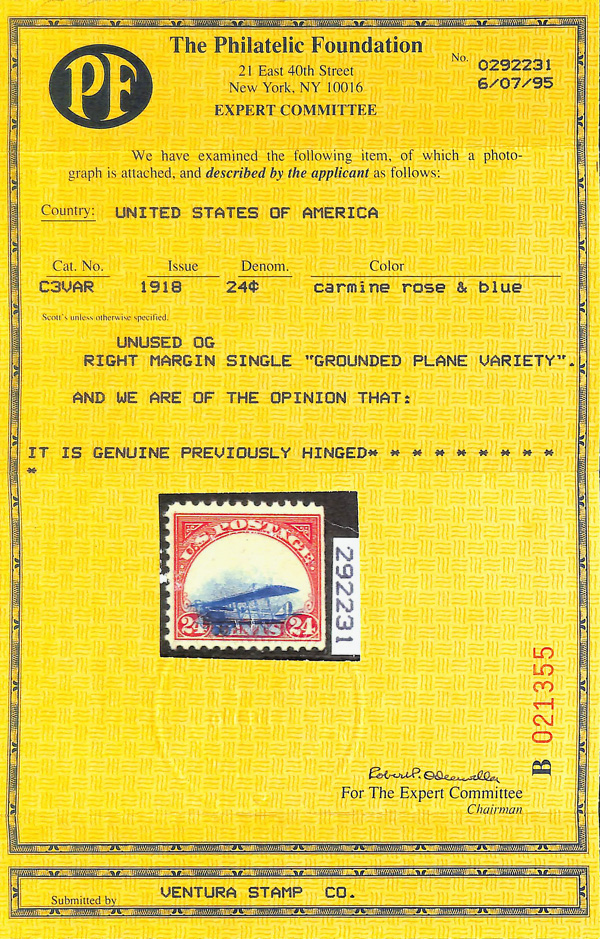 PF
The Philatelic Foundation
21 East 40th Street
New York, NY 10016
EXPERT COMMITTEE
No. 0292231
6/07/95
We have examined the following item, of which a photo-
graph is attached, and described by the applicant as follows:
Country: UNITED STATES OF AMERICA
Cat. No. Issue Denom. Color
C3VAR 1918 24¢ carmine rose & blue
Scott's unless otherwise specified.
UNUSED OG
RIGHT MARGIN SINGLE "GROUNDED PLANE VARIETY".
AND WE ARE OF THE OPINION THAT:
IT IS GENUINE PREVIOUSLY HINGED* * * * * * * * *
*
U.S. POSTAGE
24 CENTS 24
292231
B 021355
For The Expert Committee
Chairman
Submitted by VENTURA STAMP CO.